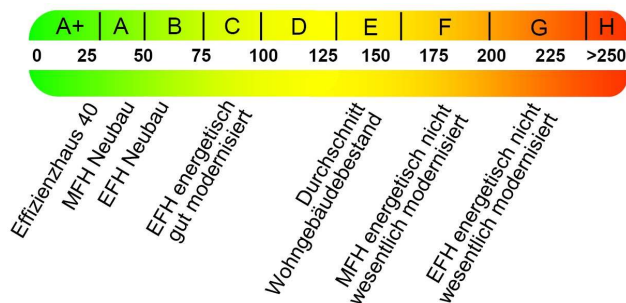 A+ A B C D E F G H
0 25 50 75 100 125 150 175 200 225 >250
Effizienzhaus 40
MFH Neubau
EFH Neubau
EFH energetisch
gut modernisiert
Durchschnitt
Wohngebäudebestand
MFH energetisch nicht
wesentlich modernisiert
EFH energetisch nicht
wesentlich modernisiert